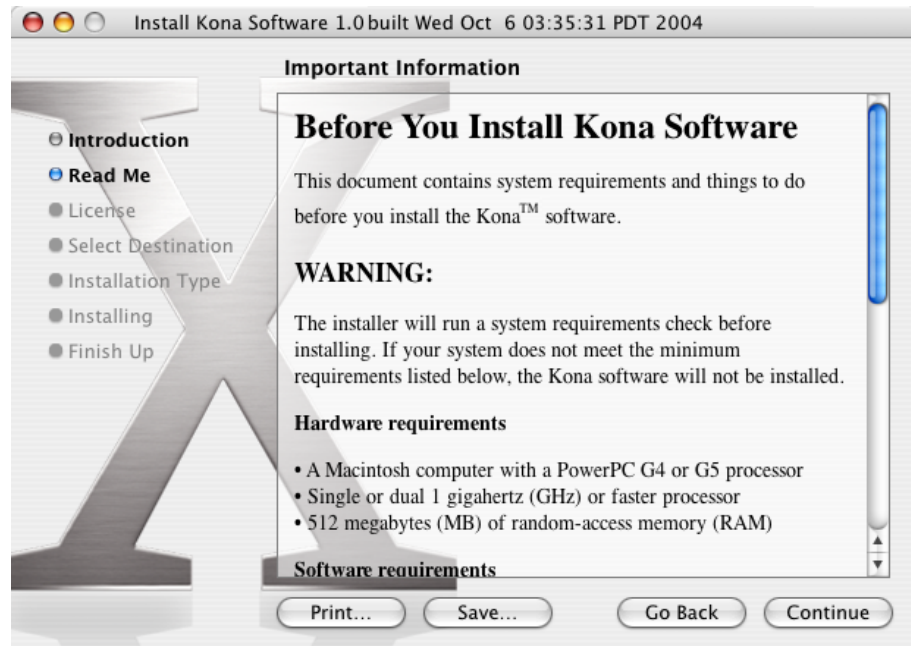 Install Kona Software 1.0 built Wed Oct  6 03:35:31 PDT 2004
Important Information
Introduction
Read Me
License
Select Destination
Installation Type
Installing
Finish Up
Before You Install Kona Software
This document contains system requirements and things to do
before you install the Kona™ software.
WARNING:
The installer will run a system requirements check before
installing. If your system does not meet the minimum
requirements listed below, the Kona software will not be installed.
Hardware requirements
• A Macintosh computer with a PowerPC G4 or G5 processor
• Single or dual 1 gigahertz (GHz) or faster processor
• 512 megabytes (MB) of random-access memory (RAM)
Software requirements
Print...
Save...
Go Back
Continue